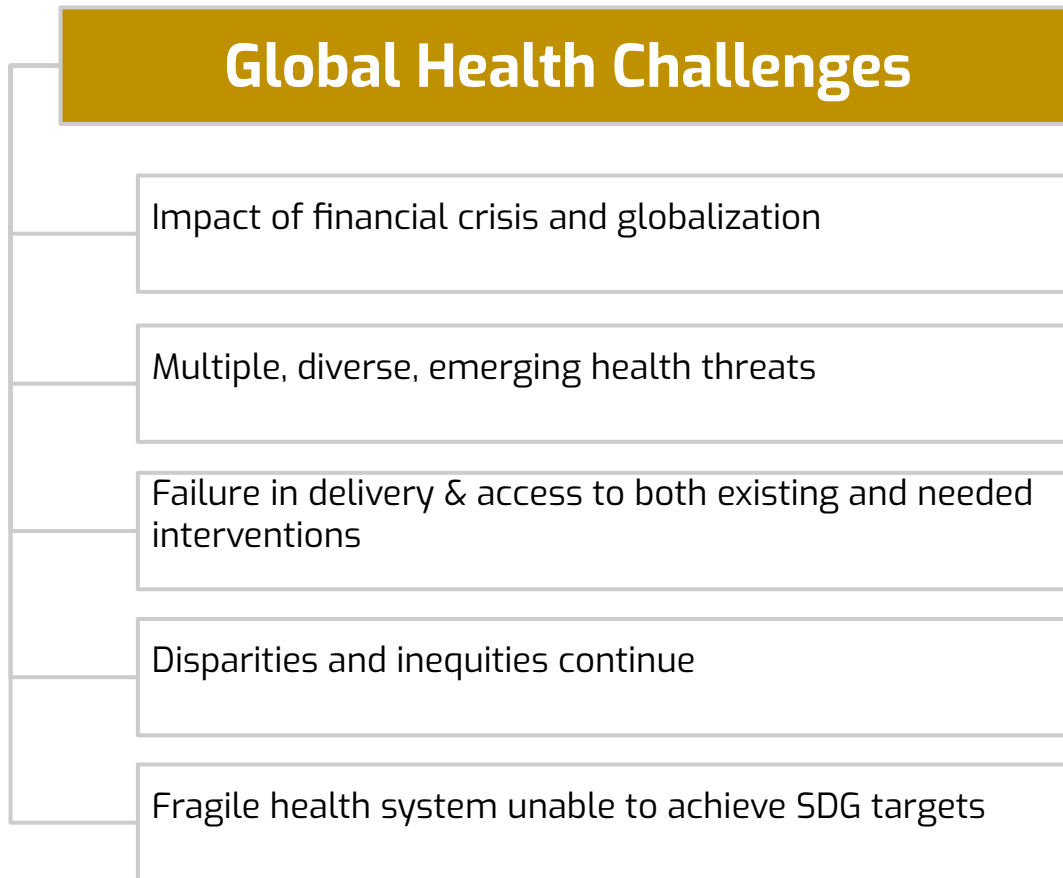 Global Health Challenges
Impact of financial crisis and globalization
Multiple, diverse, emerging health threats
Failure in delivery & access to both existing and needed
interventions
Disparities and inequities continue
Fragile health system unable to achieve SDG targets